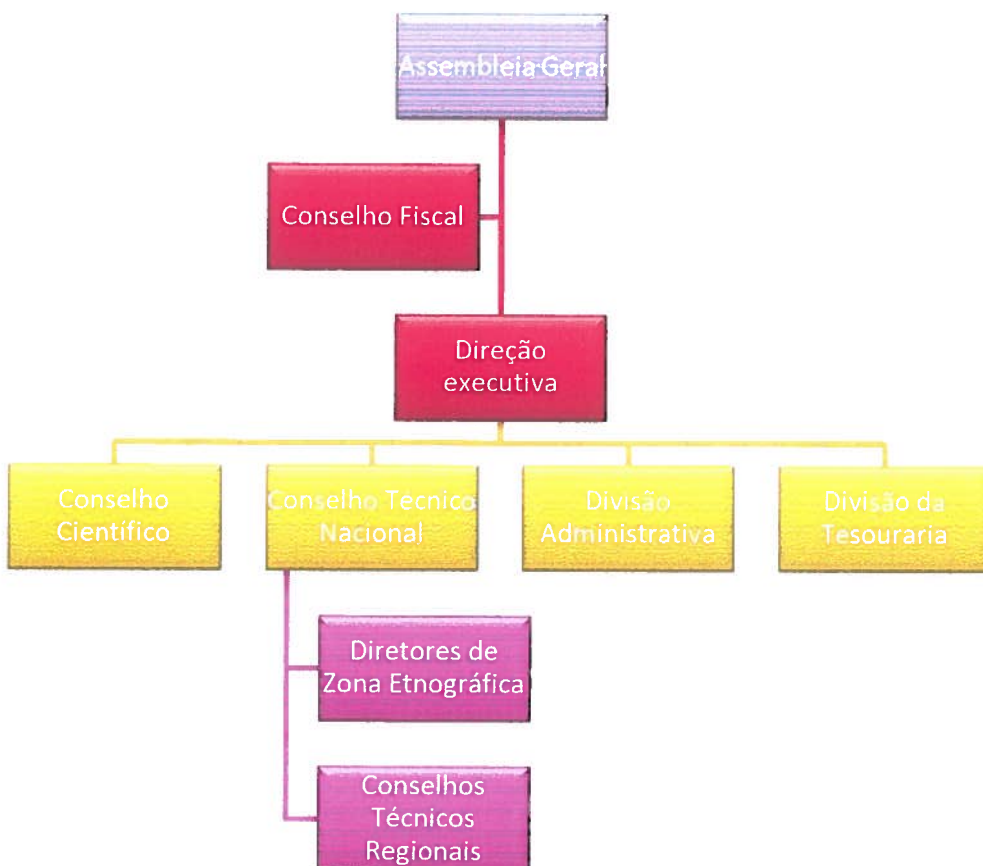 Assembleia Geral
Conselho Fiscal
Direção
executiva
Conselho
Científico
Conselho Técnico
Nacional
Divisão
Administrativa
Divisão da
Tesouraria
Diretores de
Zona Etnográfica
Conselhos
Técnicos
Regionais